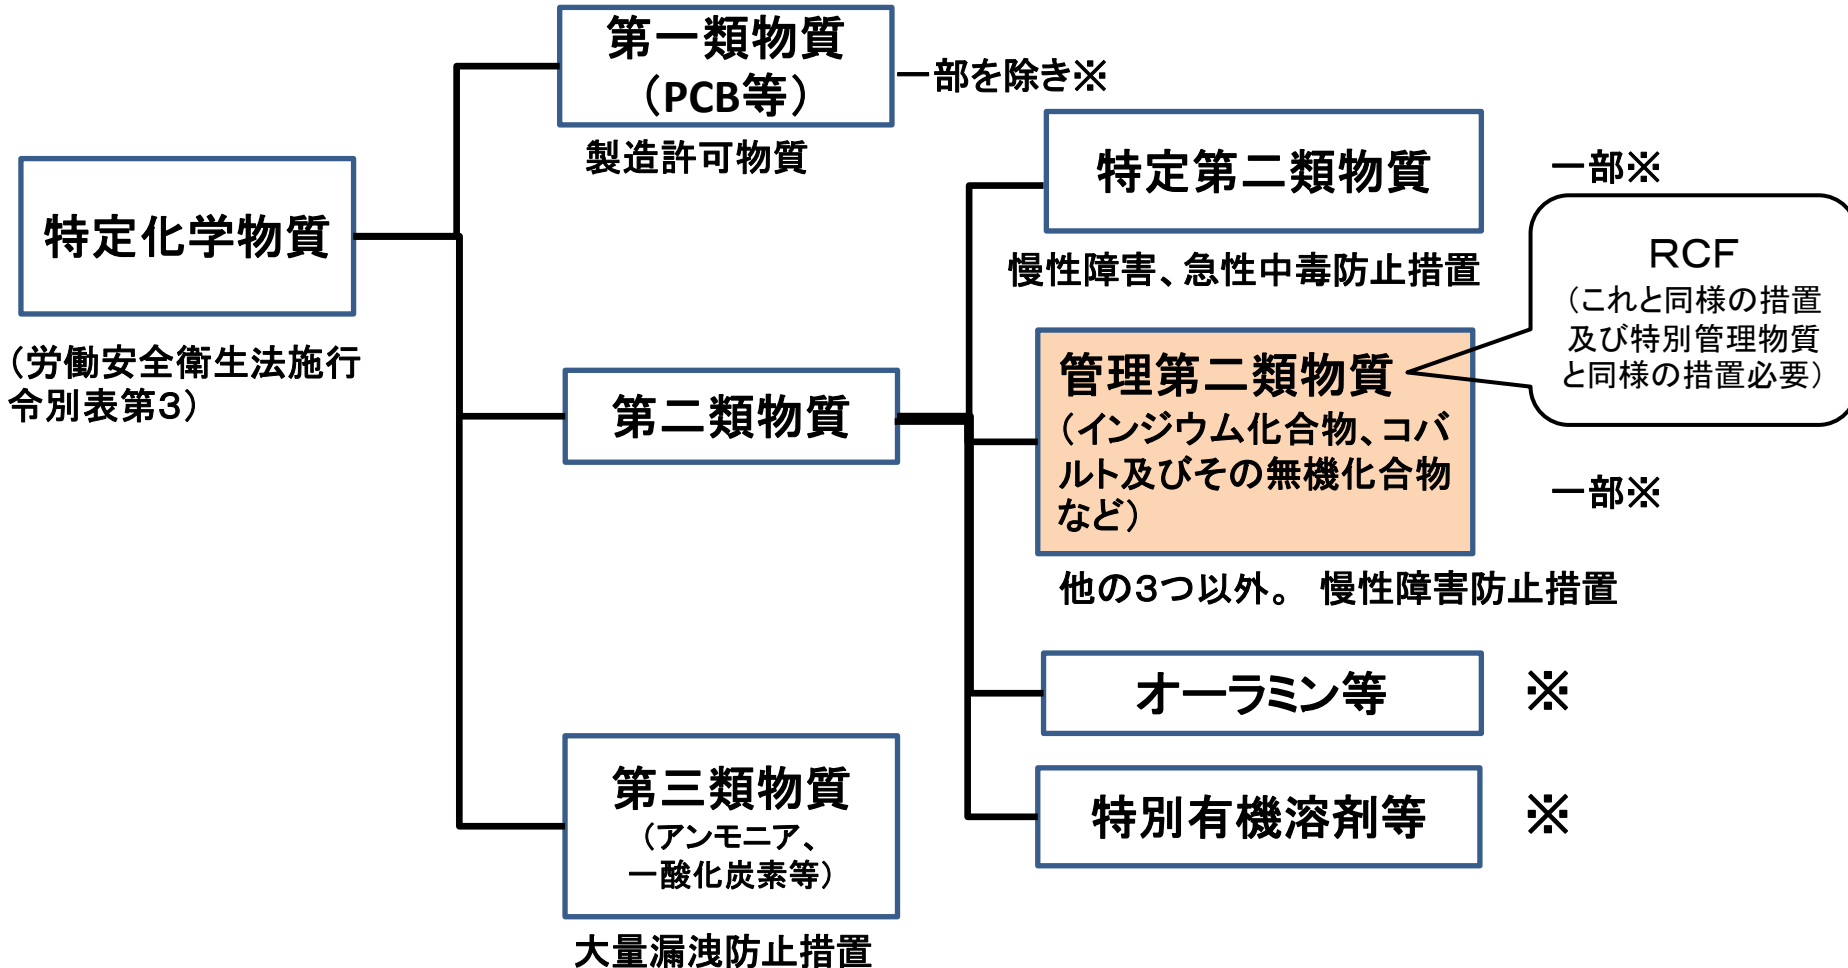 第一類物質
（PCB等）
一部を除き※
製造許可物質
特定化学物質
（労働安全衛生法施行
令別表第３）
特定第二類物質
一部※
慢性障害、急性中毒防止措置
ＲＣＦ
（これと同様の措置
及び特別管理物質
と同様の措置必要）
第二類物質
管理第二類物質
（インジウム化合物、コバ
ルト及びその無機化合物
など）
一部※
他の３つ以外。 慢性障害防止措置
オーラミン等
※
特別有機溶剤等
※
第三類物質
（アンモニア、
一酸化炭素等）
大量漏洩防止措置